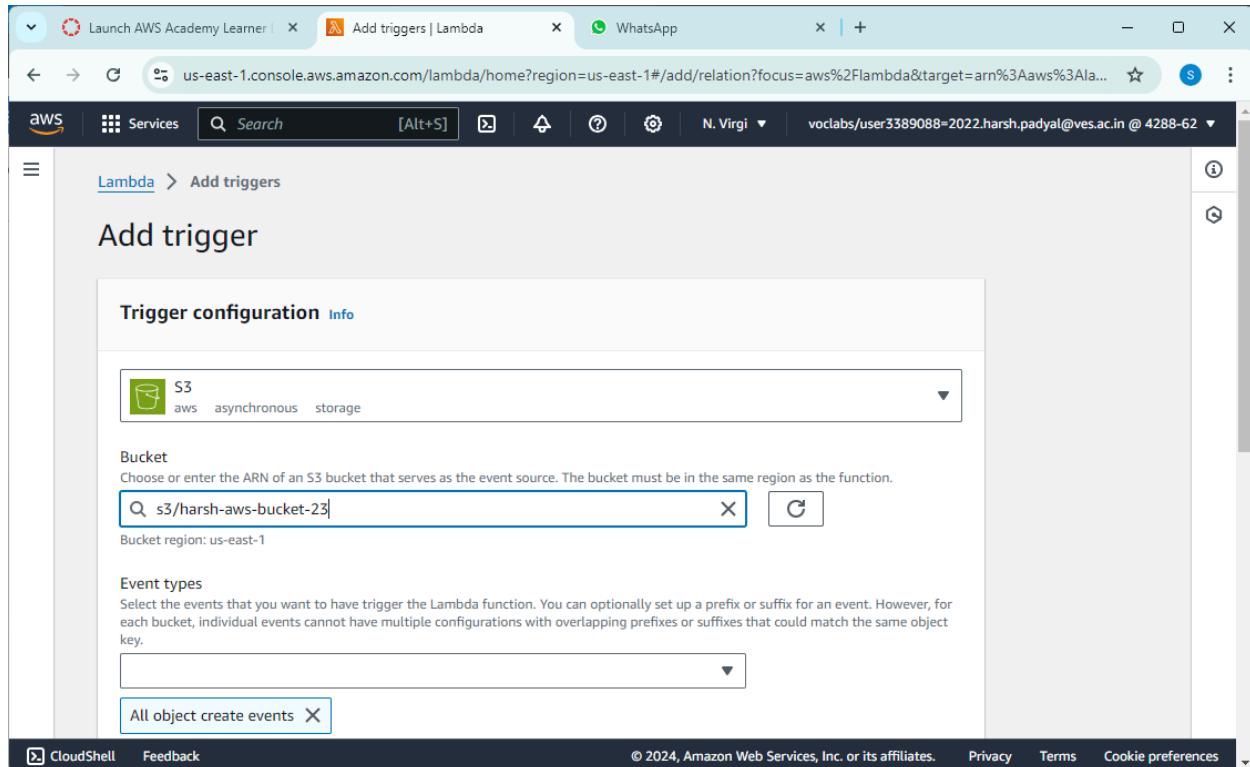 Launch AWS Academy Learner
Add triggers | Lambda
WhatsApp
us-east-1.console.aws.amazon.com/lambda/home?region=us-east-1#/add/relation?focus=aws%2Flambda&target=arn%3Aaws%3Ala...
S
aws
Services
Search
[Alt+S]
N. Virgi
voclabs/user3389088=2022.harsh.padyal@ves.ac.in @ 4288-62
Lambda > Add triggers
Add trigger
Trigger configuration Info
S3
aws asynchronous storage
Bucket
Choose or enter the ARN of an S3 bucket that serves as the event source. The bucket must be in the same region as the function.
s3/harsh-aws-bucket-23
Bucket region: us-east-1
Event types
Select the events that you want to have trigger the Lambda function. You can optionally set up a prefix or suffix for an event. However, for
each bucket, individual events cannot have multiple configurations with overlapping prefixes or suffixes that could match the same object
key.
All object create events
CloudShell Feedback © 2024, Amazon Web Services, Inc. or its affiliates. Privacy Terms Cookie preferences